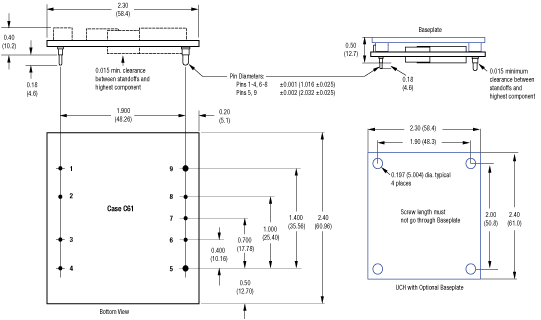 2.30
(58.4)
0.40
(10.2)
0.18
(4.6)
0.015 min. clearance
between standoffs and
highest component
Pin Diameters:
Pins 1-4, 6-8 ±0.001 (1.016 ±0.025)
Pins 5, 9 ±0.002 (2.032 ±0.025)
Baseplate
0.50
(12.7)
0.18
(4.6)
0.015 minimum
clearance between
standoffs and
highest component
1.900
(48.26)
0.20
(5.1)
1
2
3
4
Case C61
9
8
7
6
5
0.400
(10.16)
0.700
(17.78)
1.000
(25.40)
1.400
(35.56)
2.40
(60.96)
0.50
(12.70)
Bottom View
2.30 (58.4)
1.90 (48.3)
0.197 (5.004) dia. typical
4 places
Screw length must
not go through Baseplate
2.00
(50.8)
2.40
(61.0)
UCH with Optional Baseplate